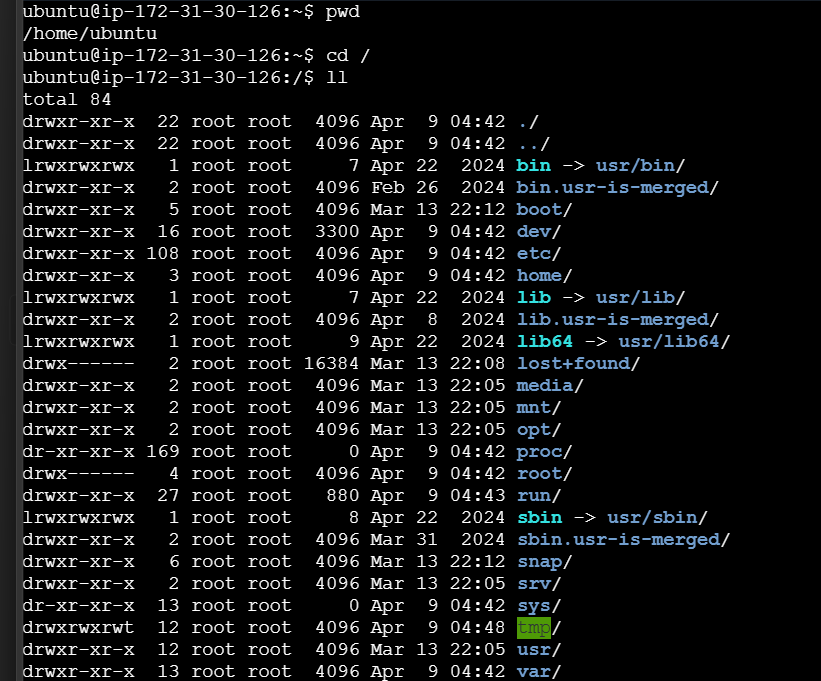 ubuntu@ip-172-31-30-126:~$ pwd
/home/ubuntu
ubuntu@ip-172-31-30-126:~$ cd /
ubuntu@ip-172-31-30-126:/$ ll
total 84
drwxr-xr-x  22 root root  4096 Apr  9 04:42 ./
drwxr-xr-x  22 root root  4096 Apr  9 04:42 ../
lrwxrwxrwx   1 root root     7 Apr 22  2024 bin -> usr/bin/
drwxr-xr-x   2 root root  4096 Feb 26  2024 bin.usr-is-merged/
drwxr-xr-x   5 root root  4096 Mar 13 22:12 boot/
drwxr-xr-x  16 root root  3300 Apr  9 04:42 dev/
drwxr-xr-x 108 root root  4096 Apr  9 04:42 etc/
drwxr-xr-x   3 root root  4096 Apr  9 04:42 home/
lrwxrwxrwx   1 root root     7 Apr 22  2024 lib -> usr/lib/
drwxr-xr-x   2 root root  4096 Apr  8  2024 lib.usr-is-merged/
lrwxrwxrwx   1 root root     9 Apr 22  2024 lib64 -> usr/lib64/
drwx------   2 root root 16384 Mar 13 22:08 lost+found/
drwxr-xr-x   2 root root  4096 Mar 13 22:05 media/
drwxr-xr-x   2 root root  4096 Mar 13 22:05 mnt/
drwxr-xr-x   2 root root  4096 Mar 13 22:05 opt/
dr-xr-xr-x 169 root root     0 Apr  9 04:42 proc/
drwx------   4 root root  4096 Apr  9 04:42 root/
drwxr-xr-x  27 root root   880 Apr  9 04:43 run/
lrwxrwxrwx   1 root root     8 Apr 22  2024 sbin -> usr/sbin/
drwxr-xr-x   2 root root  4096 Mar 31  2024 sbin.usr-is-merged/
drwxr-xr-x   6 root root  4096 Mar 13 22:12 snap/
drwxr-xr-x   2 root root  4096 Mar 13 22:05 srv/
dr-xr-xr-x  13 root root     0 Apr  9 04:42 sys/
drwxrwxrwt  12 root root  4096 Apr  9 04:48 tmp/
drwxr-xr-x  12 root root  4096 Mar 13 22:05 usr/
drwxr-xr-x  13 root root  4096 Apr  9 04:42 var/